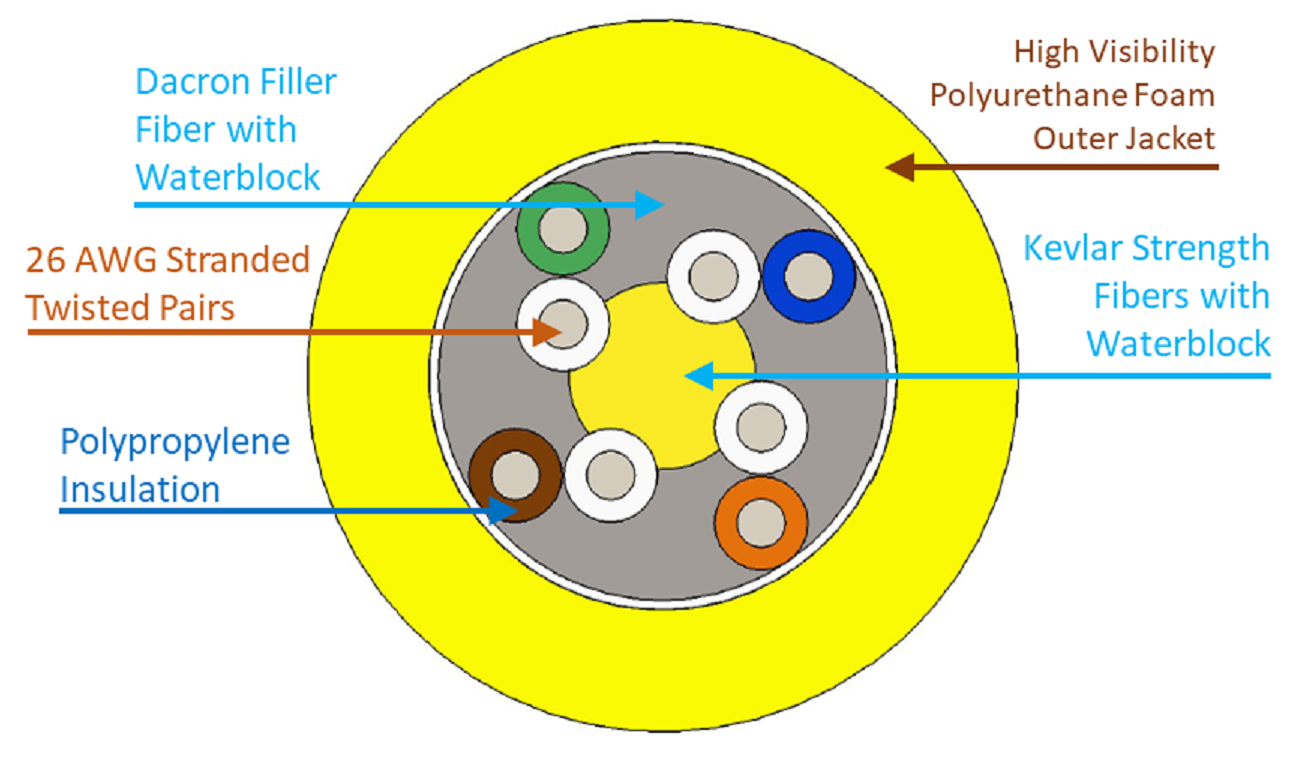 Dacron Filler
Fiber with
Waterblock
26 AWG Stranded
Twisted Pairs
Polypropylene
Insulation
High Visibility
Polyurethane Foam
Outer Jacket
Kevlar Strength
Fibers with
Waterblock